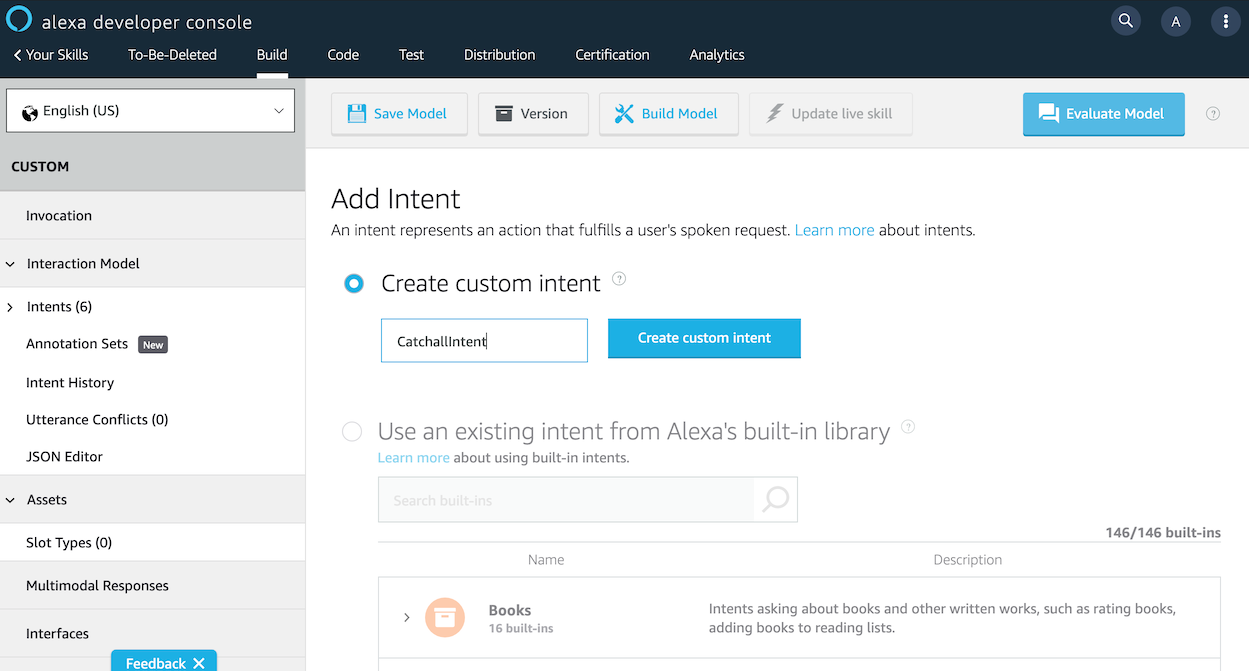 alexa developer console
A
Your Skills To-Be-Deleted Build Code Test Distribution Certification Analytics
English (US)
Save Model Version Build Model Update live skill Evaluate Model ?
CUSTOM
Invocation
Interaction Model
Intents (6)
Annotation Sets New
Intent History
Utterance Conflicts (0)
JSON Editor
Assets
Slot Types (0)
Multimodal Responses
Interfaces
Feedback
Add Intent
An intent represents an action that fulfills a user's spoken request. Learn more about intents.
Create custom intent ?
CatchallIntent Create custom intent
Use an existing intent from Alexa's built-in library ?
Learn more about using built-in intents.
Search built-ins
146/146 built-ins
Name Description
Books
16 built-ins
Intents asking about books and other written works, such as rating books,
adding books to reading lists.